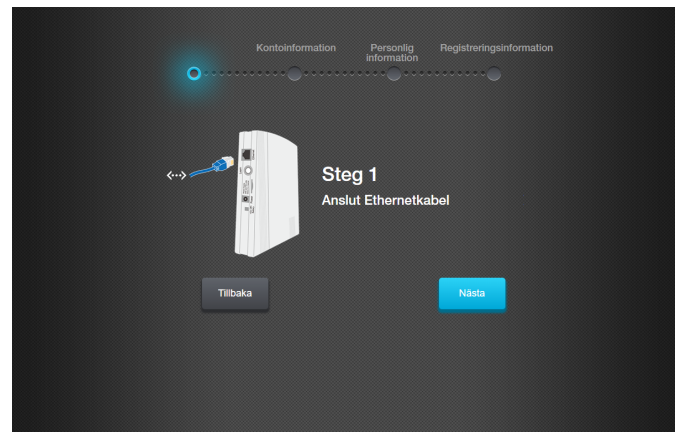 Kontoinformation
Personlig
information
Registreringsinformation
Steg 1
Anslut Ethernetkabel
Tillbaka
Nästa